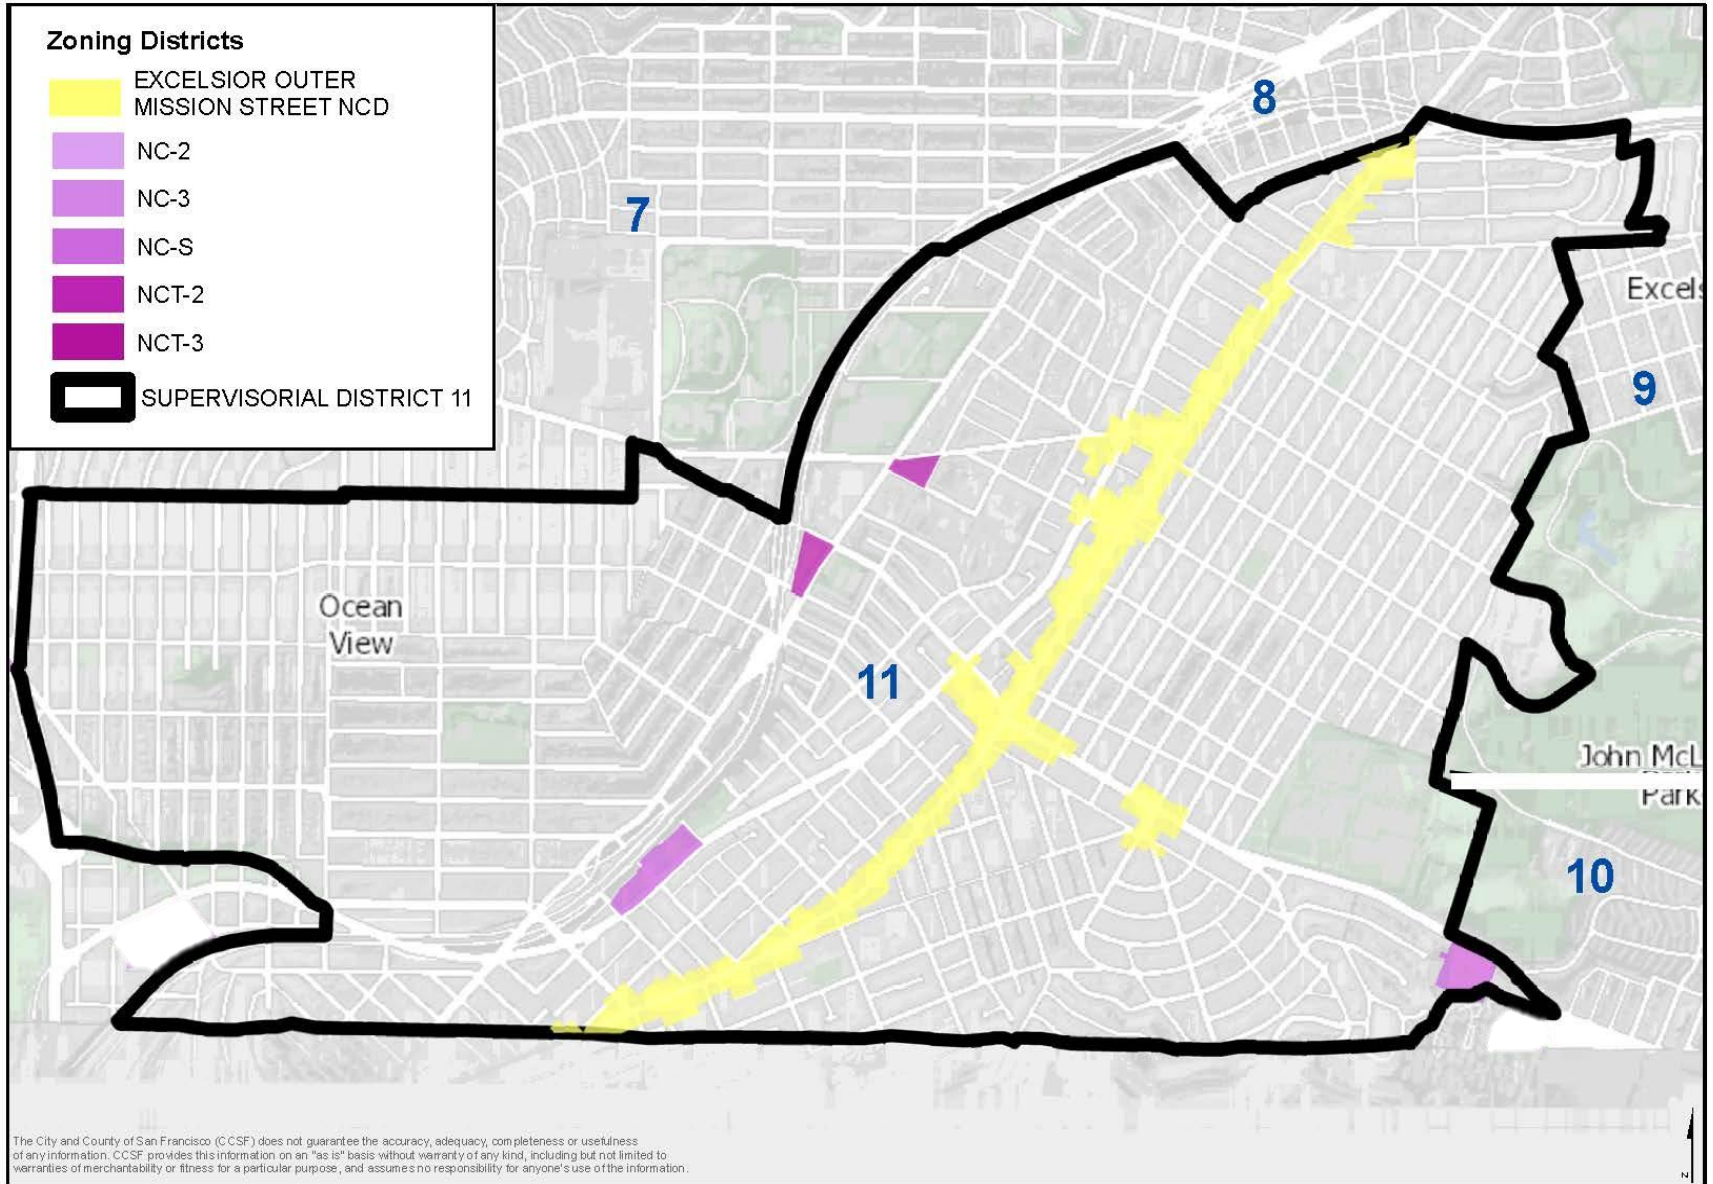 Zoning Districts
EXCELSIOR OUTER
MISSION STREET NCD
NC-2
NC-3
NC-S
NCT-2
NCT-3
SUPERVISORIAL DISTRICT 11
8
7
Excels
9
Ocean
View
11
John McL
Park
10
The City and County of San Francisco (CCSF) does not guarantee the accuracy, adequacy, completeness or usefulness
of any information. CCSF provides this information on an "as is" basis without warranty of any kind, including but not limited to
warranties of merchantability or fitness for a particular purpose, and assumes no responsibility for anyone's use of the information.
N